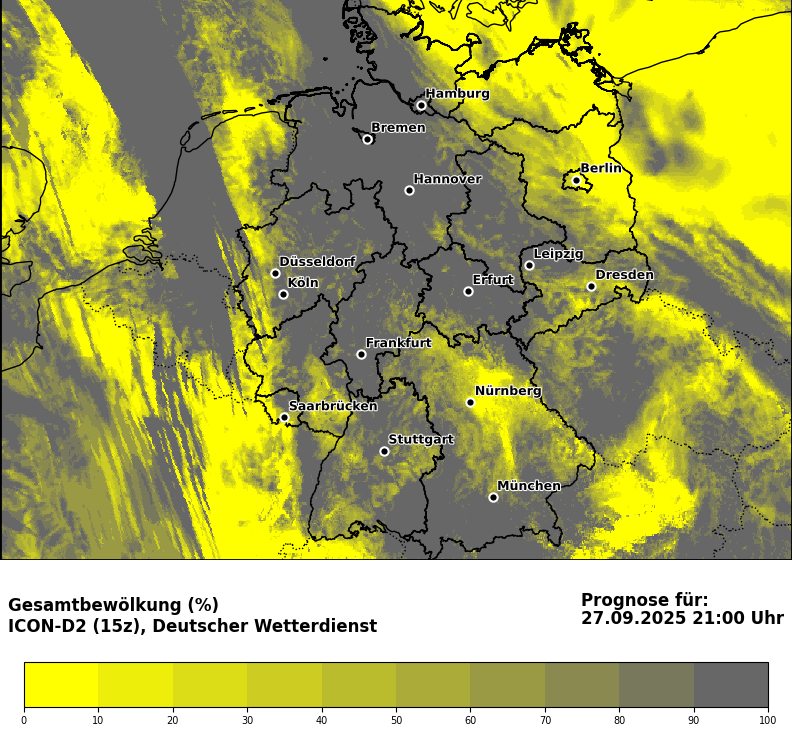 Hamburg
Bremen
Berlin
Hannover
Düsseldorf
Leipzig
Köln
Erfurt
Dresden
Frankfurt
Nürnberg
Saarbrücken
Stuttgart
München
Gesamtbewölkung (%)
ICON-D2 (15z), Deutscher Wetterdienst
Prognose für:
27.09.2025 21:00 Uhr
0 10 20 30 40 50 60 70 80 90 100